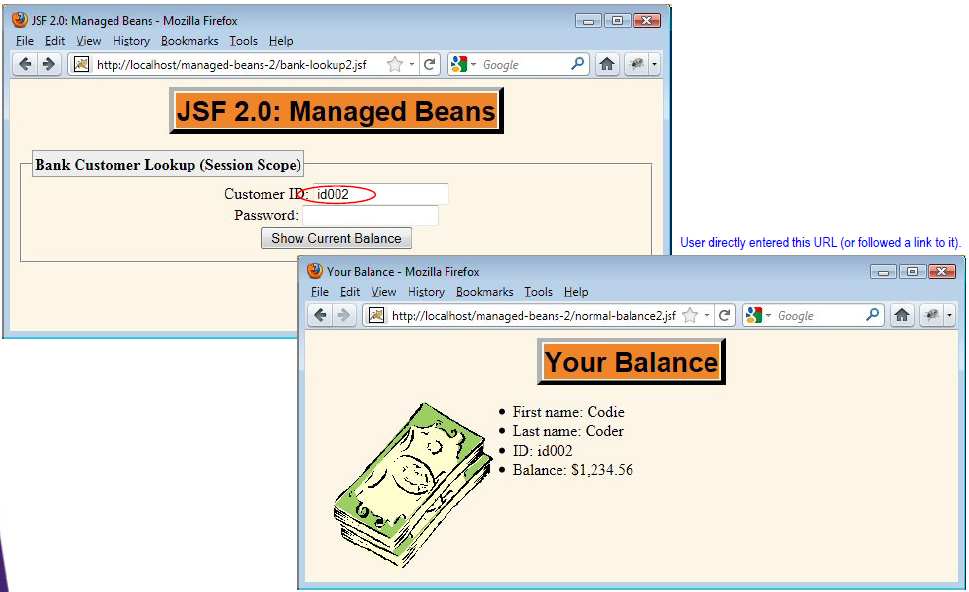 JSF 2.0: Managed Beans - Mozilla Firefox
File Edit View History Bookmarks Tools Help
http://localhost/managed-beans-2/bank-lookup2.jsf
Google
JSF 2.0: Managed Beans
Bank Customer Lookup (Session Scope)
Customer ID: id002
Password:
Show Current Balance
User directly entered this URL (or followed a link to it).
Your Balance - Mozilla Firefox
File Edit View History Bookmarks Tools Help
http://localhost/managed-beans-2/normal-balance2.jsf
Google
Your Balance
• First name: Codie
• Last name: Coder
• ID: id002
• Balance: $1,234.56